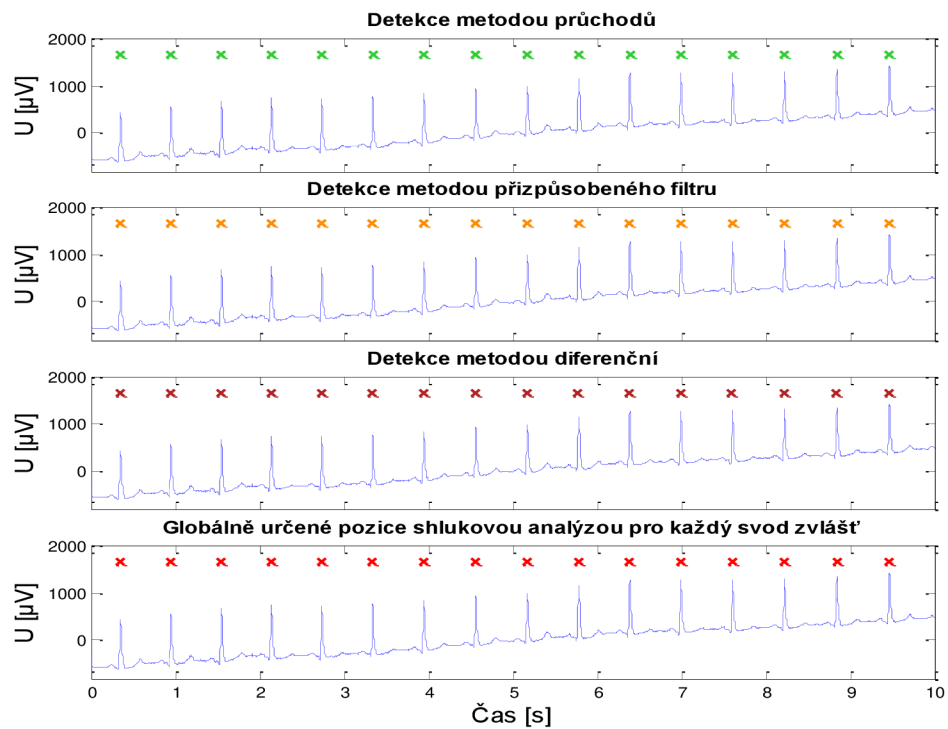 Detekce metodou průchodů
2000
1000
0
U [µV]
Detekce metodou přizpůsobeného filtru
2000
1000
0
U [µV]
Detekce metodou diferenční
2000
1000
0
U [µV]
Globálně určené pozice shlukovou analýzou pro každý svod zvlášť
2000
1000
0
U [µV]
0 1 2 3 4 5 6 7 8 9 10
Čas [s]